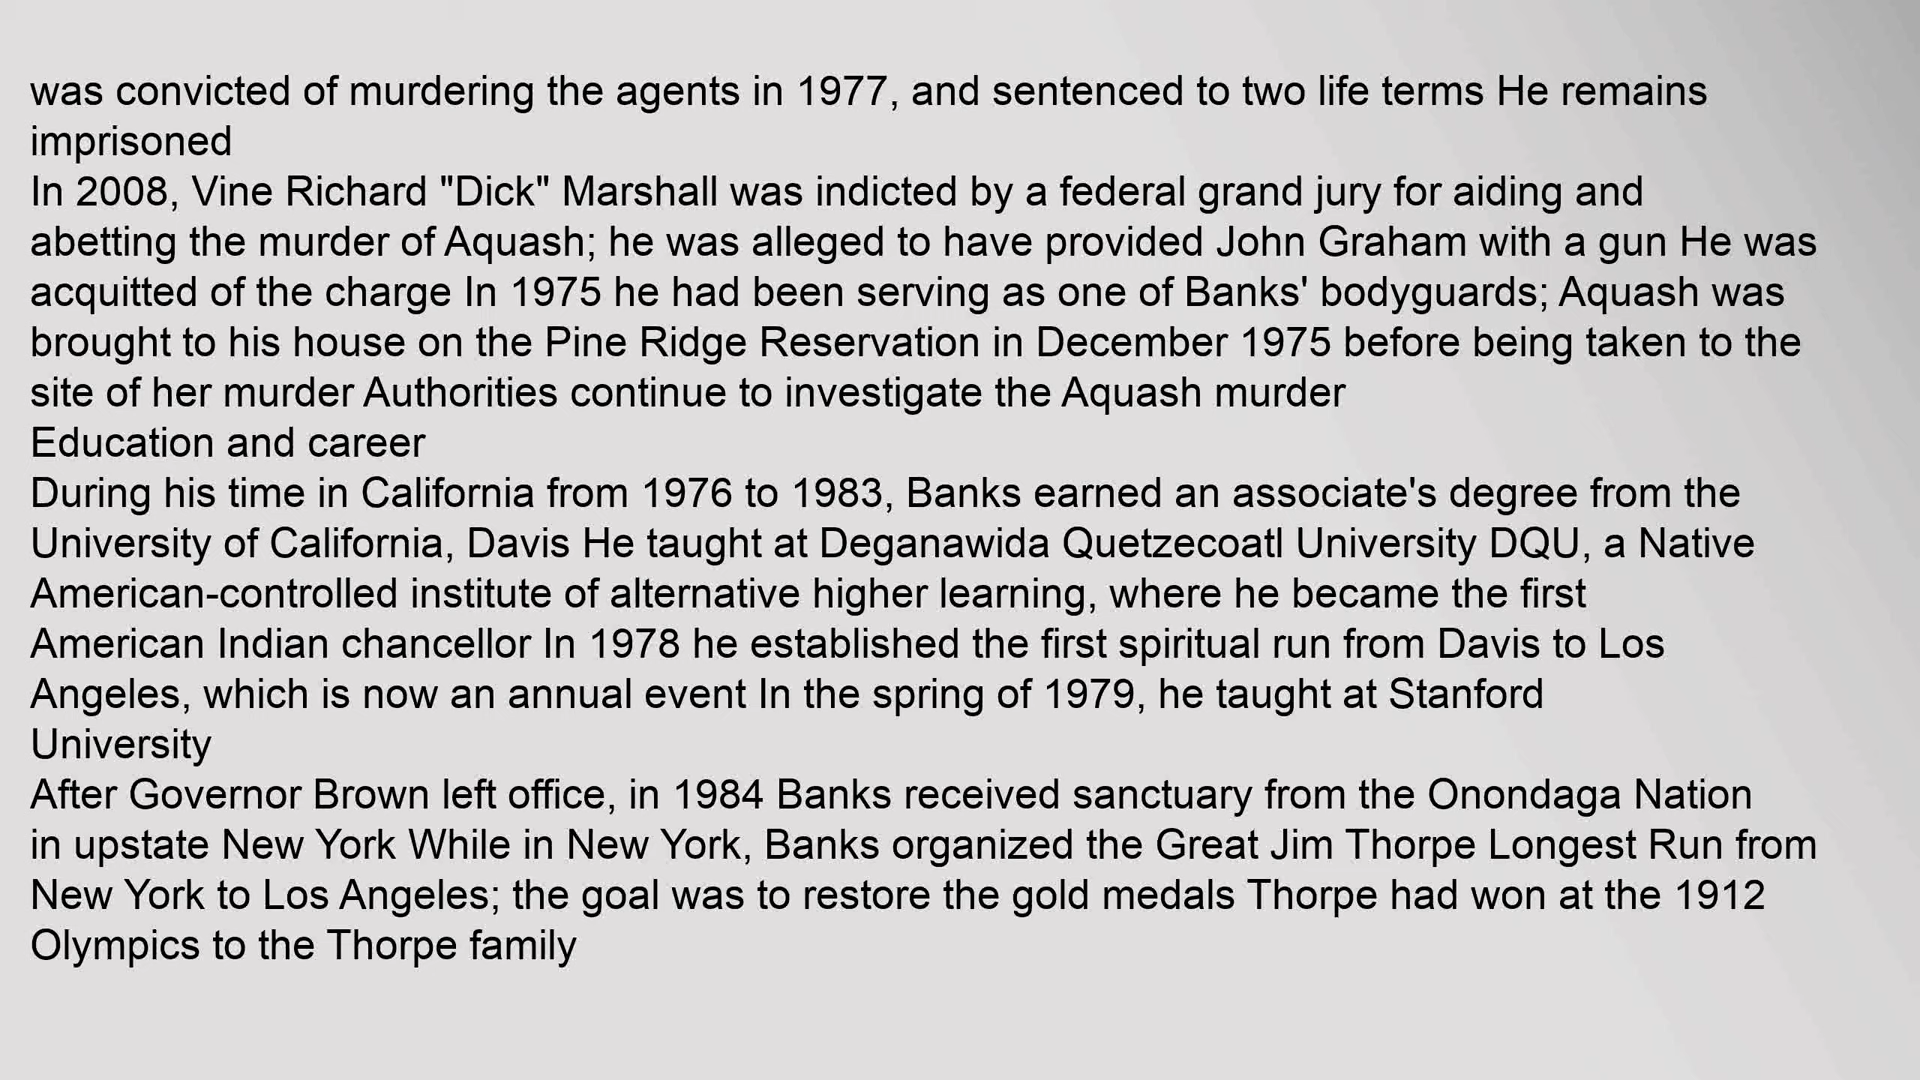 was convicted of murdering the agents in 1977, and sentenced to two life terms He remains
imprisoned
In 2008, Vine Richard "Dick" Marshall was indicted by a federal grand jury for aiding and
abetting the murder of Aquash; he was alleged to have provided John Graham with a gun He was
acquitted of the charge In 1975 he had been serving as one of Banks' bodyguards; Aquash was
brought to his house on the Pine Ridge Reservation in December 1975 before being taken to the
site of her murder Authorities continue to investigate the Aquash murder
Education and career
During his time in California from 1976 to 1983, Banks earned an associate's degree from the
University of California, Davis He taught at Deganawida Quetzecoatl University DQU, a Native
American-controlled institute of alternative higher learning, where he became the first
American Indian chancellor In 1978 he established the first spiritual run from Davis to Los
Angeles, which is now an annual event In the spring of 1979, he taught at Stanford
University
After Governor Brown left office, in 1984 Banks received sanctuary from the Onondaga Nation
in upstate New York While in New York, Banks organized the Great Jim Thorpe Longest Run from
New York to Los Angeles; the goal was to restore the gold medals Thorpe had won at the 1912
Olympics to the Thorpe family